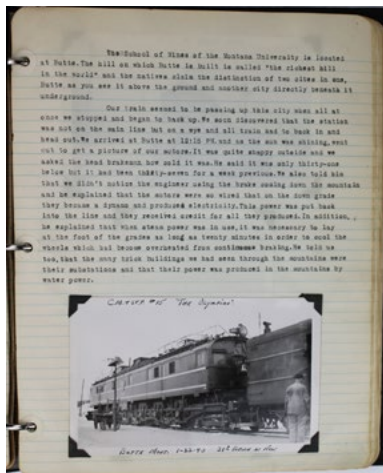 The School of Mines of the Montana University is located
at Butte.The hill on which Butte is built is called "the richest hill
in the world" and the natives claim the distinction of two cities in one,
Butte as you see it above the ground and another city directly beneath it
underground.
Our train seemed to be passing up this city when all at
once we stopped and began to back up.We soon discovered that the station
was not on the main line but on a wye and all train had to back in and
head out.We arrived at Butte at 12:15 PM.and as the sun was shining,went
out to get a picture of our motors.It was quite snappy outside and we
asked the head brakeman how cold it was.He said it was only thirty-one
below but it had been thirty-seven for a week previous.We also told him
that we didn't notice the engineer using the brake coming down the mountain
and he explained that the motors were so wired that on the down grade
they became a dynamo and produced electricity.This power was put back
into the line and they received credit for all they produced.In addition,
he explained that when steam power was in use,it was necessary to lay
at the foot of the grades as long as twenty minutes in order to cool the
wheels which had become overheated from continuous braking.He told us
too,that the many brick buildings we had seen through the mountains were
their substations and that their power was produced in the mountains by
water power.
"The Olympian"
Butte Mont. 1-22-40